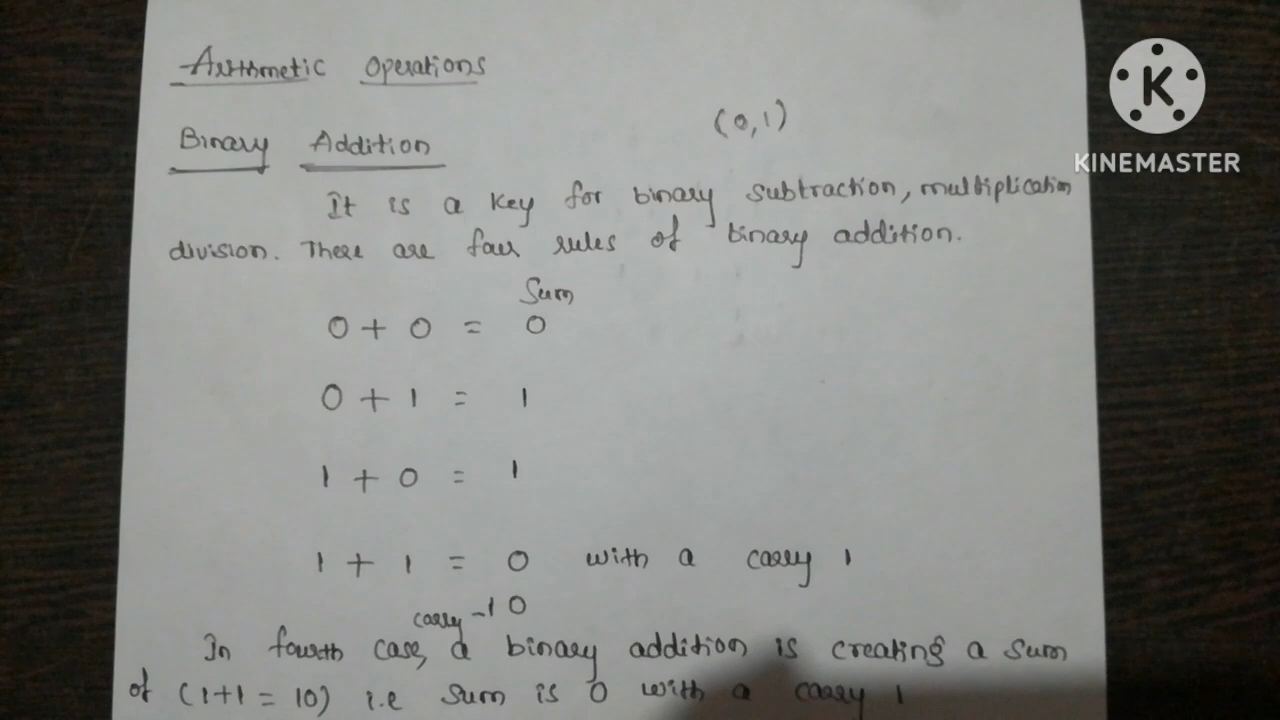 Arithmetic Operations
(0,1)
Binary Addition
It is a key for binary subtraction, multiplication
division. There are four rules of binary addition.
Sum
0 + 0 = 0
0 + 1 = 1
1 + 0 = 1
1 + 1 = 0 with a carry 1
carry -1 0
In fourth case, a binary addition is creating a sum
of (1+1 = 10) i.e sum is 0 with a carry 1
K
KINEMASTER